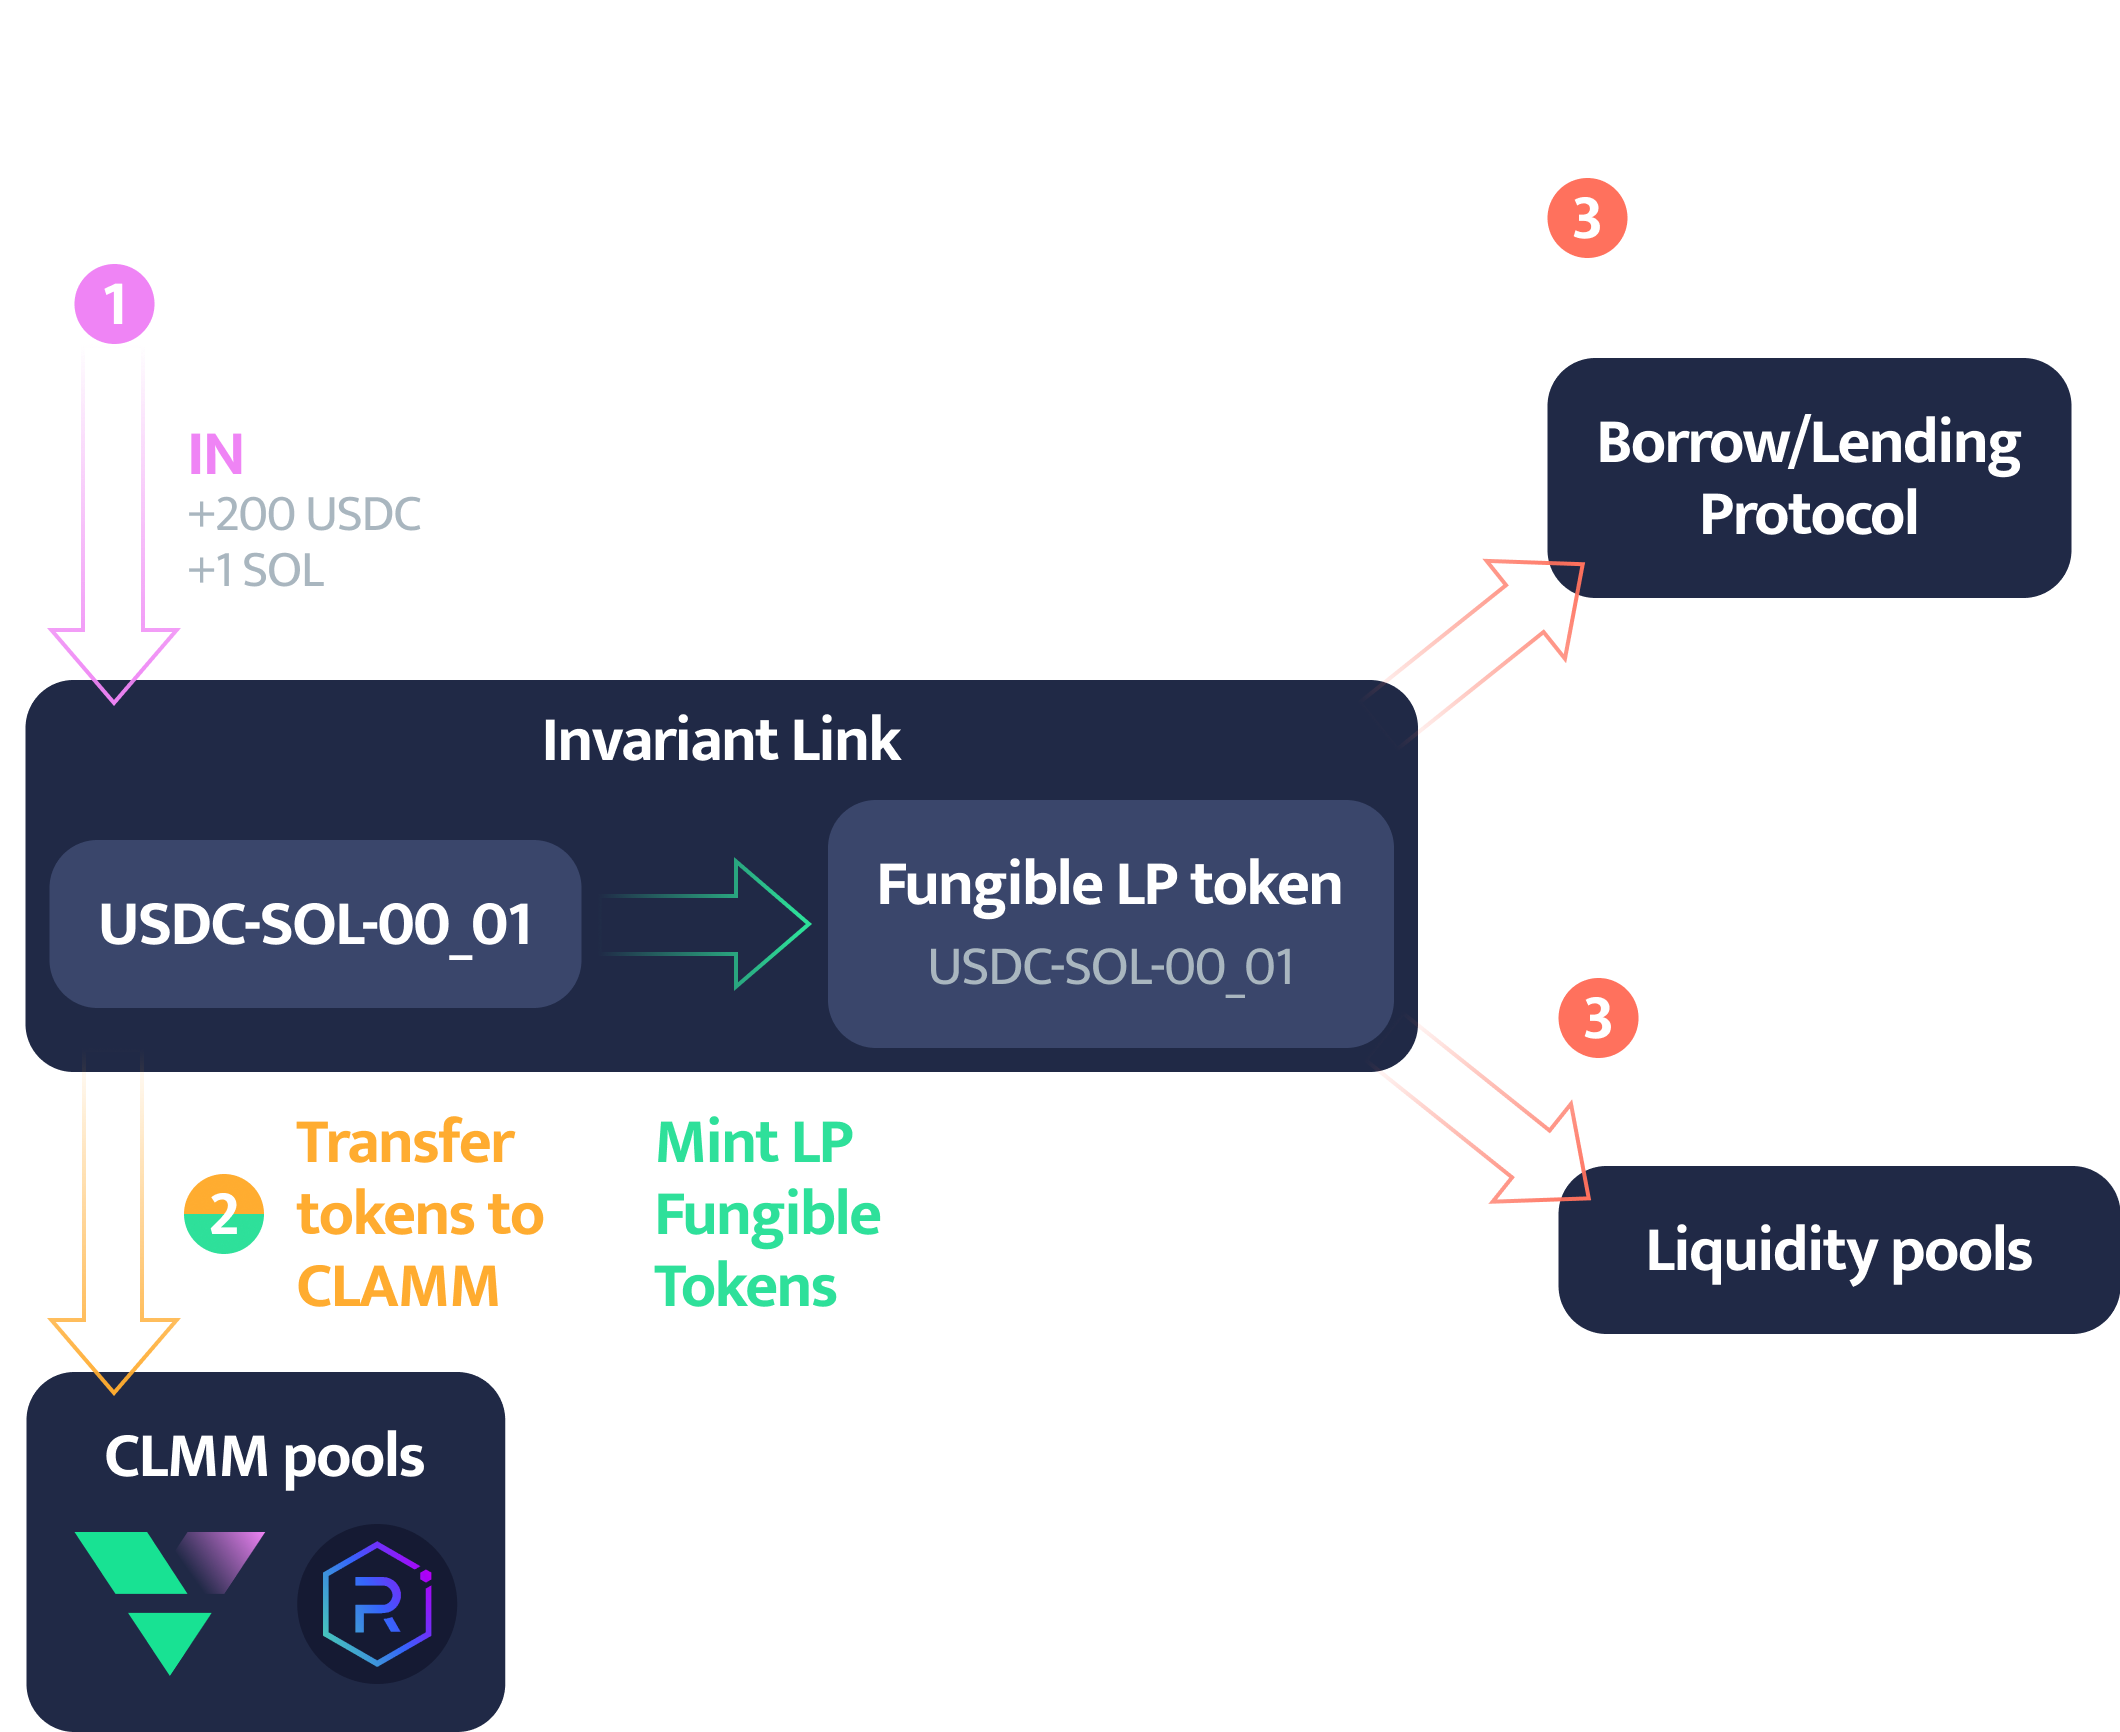 1
IN
+200 USDC
+1 SOL
3
Borrow/Lending
Protocol
Invariant Link
USDC-SOL-00_01
Fungible LP token
USDC-SOL-00_01
3
Liquidity pools
2
Transfer
tokens to
CLAMM
Mint LP
Fungible
Tokens
CLMM pools
R